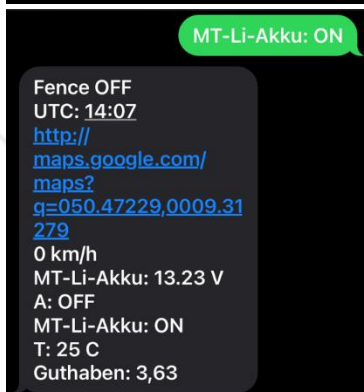 MT-Li-Akku: ON
Fence OFF
UTC: 14:07
http://
maps.google.com/
maps?
q=050.47229,0009.31
279
0 km/h
MT-Li-Akku: 13.23 V
A: OFF
MT-Li-Akku: ON
T: 25 C
Guthaben: 3,63